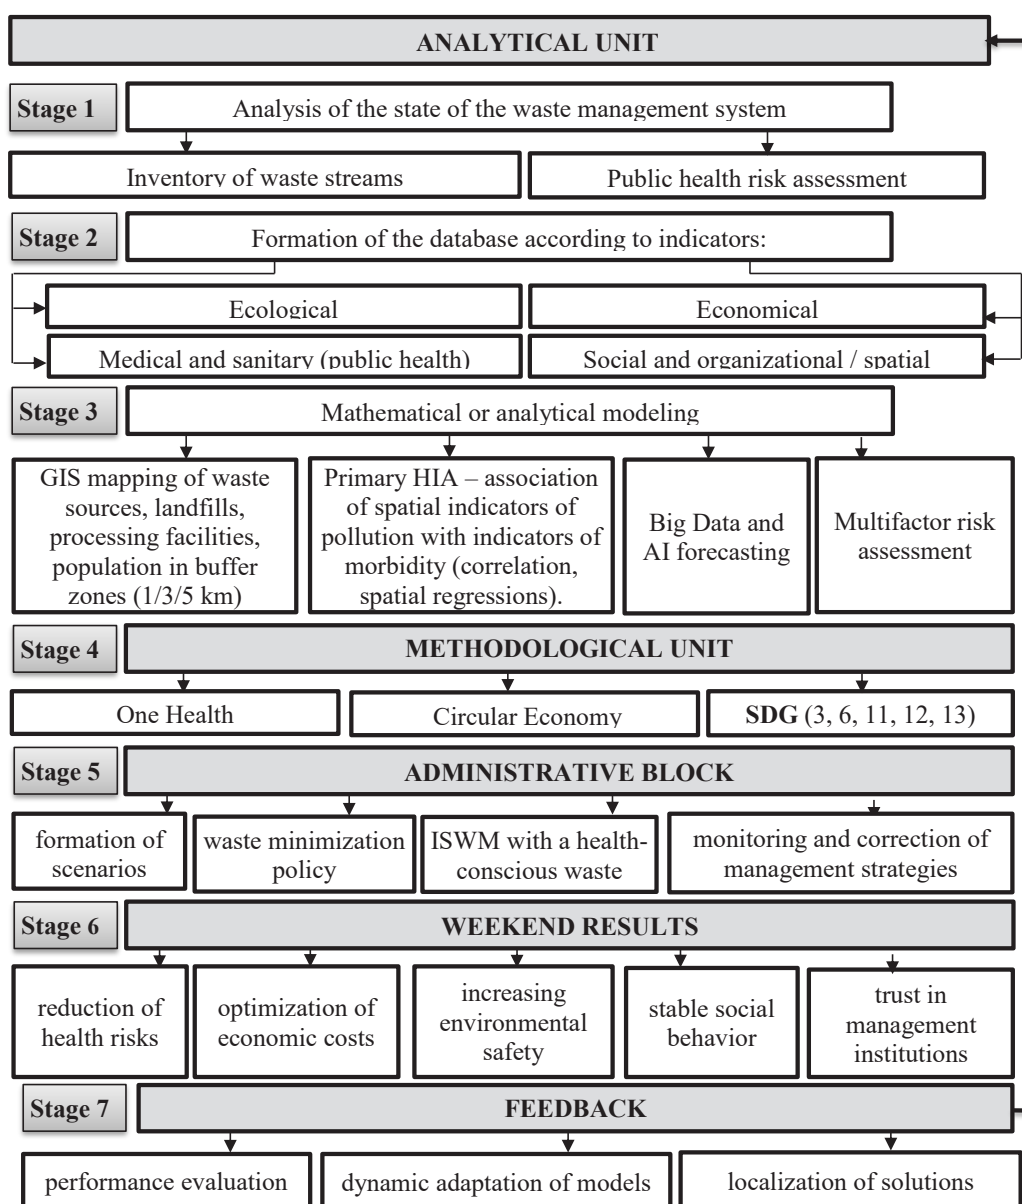 ANALYTICAL UNIT
Stage 1
Analysis of the state of the waste management system
Inventory of waste streams
Public health risk assessment
Stage 2
Formation of the database according to indicators:
Ecological
Economical
Medical and sanitary (public health)
Social and organizational / spatial
Stage 3
Mathematical or analytical modeling
GIS mapping of waste
sources, landfills,
processing facilities,
population in buffer
zones (1/3/5 km)
Primary HIA – association
of spatial indicators of
pollution with indicators of
morbidity (correlation,
spatial regressions).
Big Data and
AI forecasting
Multifactor risk
assessment
Stage 4
METHODOLOGICAL UNIT
One Health
Circular Economy
SDG (3, 6, 11, 12, 13)
Stage 5
ADMINISTRATIVE BLOCK
formation of
scenarios
waste minimization
policy
ISWM with a health-
conscious waste
monitoring and correction of
management strategies
Stage 6
WEEKEND RESULTS
reduction of
health risks
optimization of
economic costs
increasing
environmental
safety
stable social
behavior
trust in
management
institutions
Stage 7
FEEDBACK
performance evaluation
dynamic adaptation of models
localization of solutions